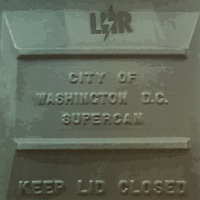 CITY OF
WASHINGTON D.C.
SUPERCAN
KEEP LID CLOSED